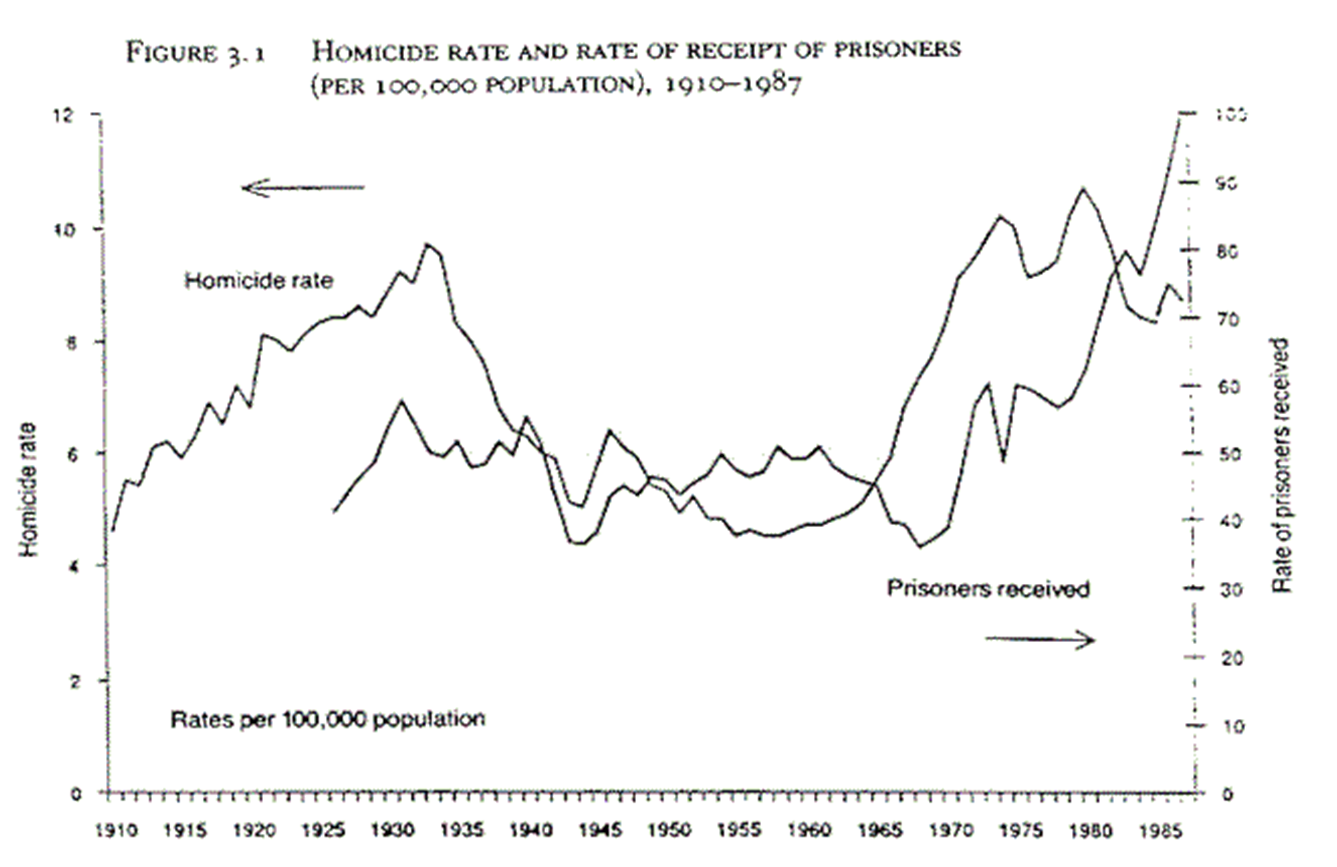 FIGURE 3.1 HOMICIDE RATE AND RATE OF RECEIPT OF PRISONERS
(PER 100,000 POPULATION), 1910–1987
12
10
8
6
4
2
0
Homicide rate
Homicide rate
Prisoners received
Rates per 100,000 population
100
90
80
70
60
50
40
30
20
10
0
Rate of prisoners received
1910 1915 1920 1925 1930 1935 1940 1945 1950 1955 1960 1965 1970 1975 1980 1985